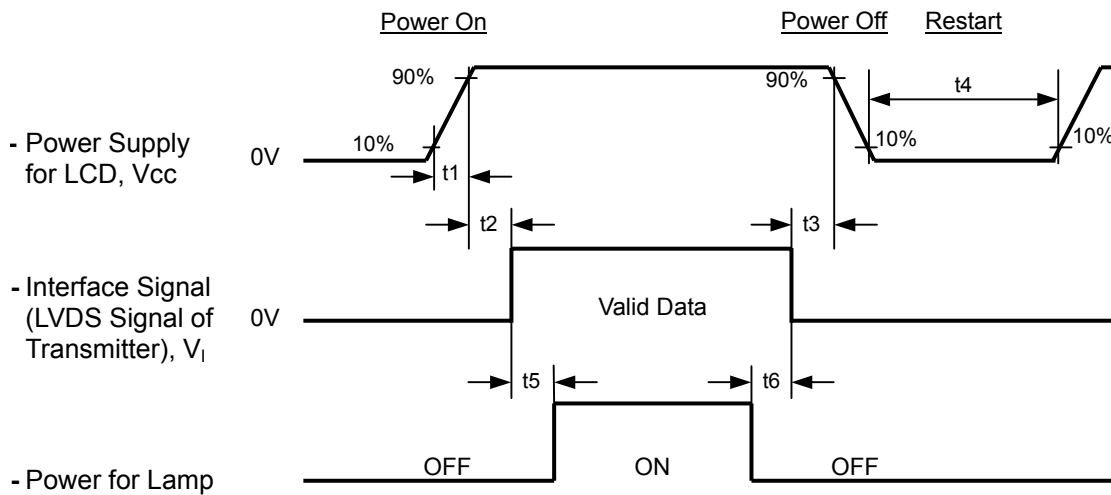 Power On
Power Off
Restart
90%
90%
t4
- Power Supply
for LCD, Vcc
0V
10%
10%
10%
t1
t2
t3
- Interface Signal
(LVDS Signal of
Transmitter), VI
0V
Valid Data
t5
t6
- Power for Lamp
OFF
ON
OFF